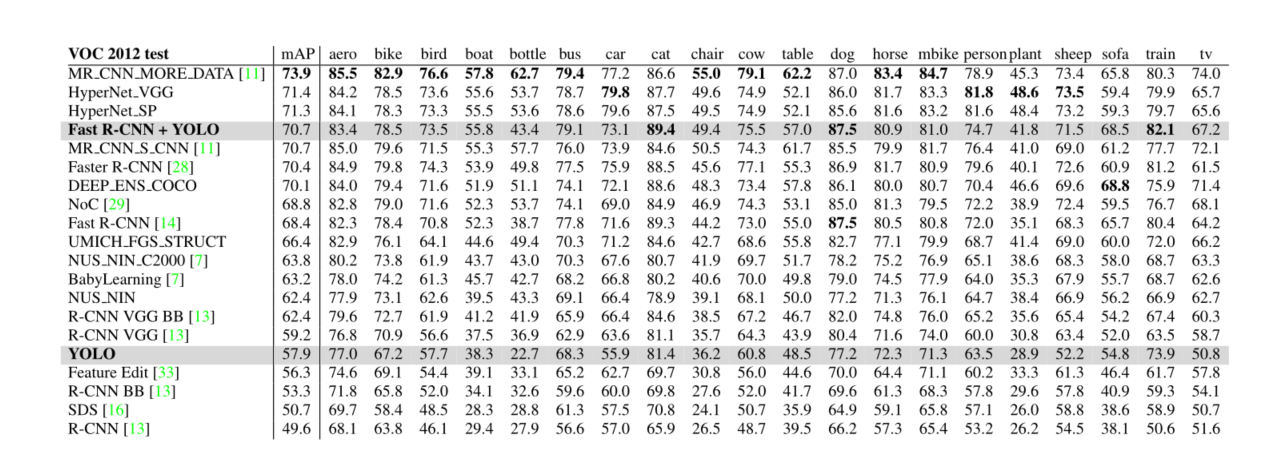 VOC 2012 test mAP aero bike bird boat bottle bus car cat chair cow table dog horse mbike person plant sheep sofa train tv
MR_CNN_MORE_DATA [11] 73.9 85.5 82.9 76.6 57.8 62.7 79.4 77.2 86.6 55.0 79.1 62.2 87.0 83.4 84.7 78.9 45.3 73.4 65.8 80.3 74.0
HyperNet_VGG 71.4 84.2 78.5 73.6 55.6 53.7 78.7 79.8 87.7 49.6 74.9 52.1 86.0 81.7 83.3 81.8 48.6 73.5 59.4 79.9 65.7
HyperNet_SP 71.3 84.1 78.3 73.3 55.5 53.6 78.6 79.6 87.5 49.5 74.9 52.1 85.6 81.6 83.2 81.6 48.4 73.2 59.3 79.7 65.6
Fast R-CNN + YOLO 70.7 83.4 78.5 73.5 55.8 43.4 79.1 73.1 89.4 49.4 75.5 57.0 87.5 80.9 81.0 74.7 41.8 71.5 68.5 82.1 67.2
MR_CNN_S_CNN [11] 70.7 85.0 79.6 71.5 55.3 57.7 76.0 73.9 84.6 50.5 74.3 61.7 85.5 79.9 81.7 76.4 41.0 69.0 61.2 77.7 72.1
Faster R-CNN [28] 70.4 84.9 79.8 74.3 53.9 49.8 77.5 75.9 88.5 45.6 77.1 55.3 86.9 81.7 80.9 79.6 40.1 72.6 60.9 81.2 61.5
DEEP_ENS_COCO 70.1 84.0 79.4 71.6 51.9 51.1 74.1 72.1 88.6 48.3 73.4 57.8 86.1 80.0 80.7 70.4 46.6 69.6 68.8 75.9 71.4
NoC [29] 68.8 82.8 79.0 71.6 52.3 53.7 74.1 69.0 84.9 46.9 74.3 53.1 85.0 81.3 79.5 72.2 38.9 72.4 59.5 76.7 68.1
Fast R-CNN [14] 68.4 82.3 78.4 70.8 52.3 38.7 77.8 71.6 89.3 44.2 73.0 55.0 87.5 80.5 80.8 72.0 35.1 68.3 65.7 80.4 64.2
UMICH_FGS_STRUCT 66.4 82.9 76.1 64.1 44.6 49.4 70.3 71.2 84.6 42.7 68.6 55.8 82.7 77.1 79.9 68.7 41.4 69.0 60.0 72.0 66.2
NUS_NIN_C2000 [7] 63.8 80.2 73.8 61.9 43.7 43.0 70.3 67.6 80.7 41.9 69.7 51.7 78.2 75.2 76.9 65.1 38.6 68.3 58.0 68.7 63.3
BabyLearning [7] 63.2 78.0 74.2 61.3 45.7 42.7 68.2 66.8 80.2 40.6 70.0 49.8 79.0 74.5 77.9 64.0 35.3 67.9 55.7 68.7 62.6
NUS_NIN 62.4 77.9 73.1 62.6 39.5 43.3 69.1 66.4 78.9 39.1 68.1 50.0 77.2 71.3 76.1 64.7 38.4 66.9 56.2 66.9 62.7
R-CNN VGG BB [13] 62.4 79.6 72.7 61.9 41.2 41.9 65.9 66.4 84.6 38.5 67.2 46.7 82.0 74.8 76.0 65.2 35.6 65.4 54.2 67.4 60.3
R-CNN VGG [13] 59.2 76.8 70.9 56.6 37.5 36.9 62.9 63.6 81.1 35.7 64.3 43.9 80.4 71.6 74.0 60.0 30.8 63.4 52.0 63.5 58.7
YOLO 57.9 77.0 67.2 57.7 38.3 22.7 68.3 55.9 81.4 36.2 60.8 48.5 77.2 72.3 71.3 63.5 28.9 52.2 54.8 73.9 50.8
Feature Edit [33] 56.3 74.6 69.1 54.4 39.1 33.1 65.2 62.7 69.7 30.8 56.0 44.6 70.0 64.4 71.1 60.2 33.3 61.3 46.4 61.7 57.8
R-CNN BB [13] 53.3 71.8 65.8 52.0 34.1 32.6 59.6 60.0 69.8 27.6 52.0 41.7 69.6 61.3 68.3 57.8 29.6 57.8 40.9 59.3 54.1
SDS [16] 50.7 69.7 58.4 48.5 28.3 28.8 61.3 57.5 70.8 24.1 50.7 35.9 64.9 59.1 65.8 57.1 26.0 58.8 38.6 58.9 50.7
R-CNN [13] 49.6 68.1 63.8 46.1 29.4 27.9 56.6 57.0 65.9 26.5 48.7 39.5 66.2 57.3 65.4 53.2 26.2 54.5 38.1 50.6 51.6